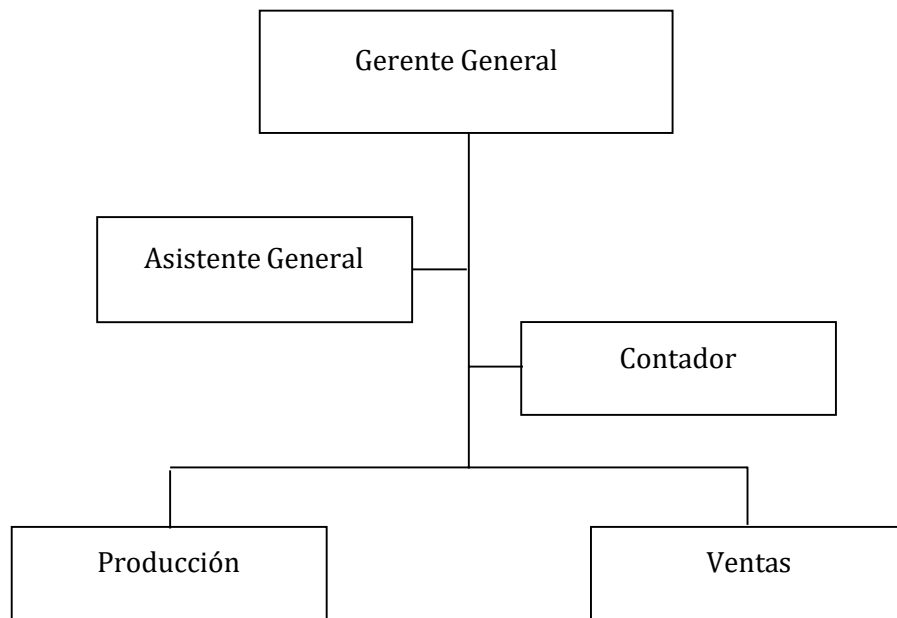 Gerente General
Asistente General
Contador
Producción
Ventas